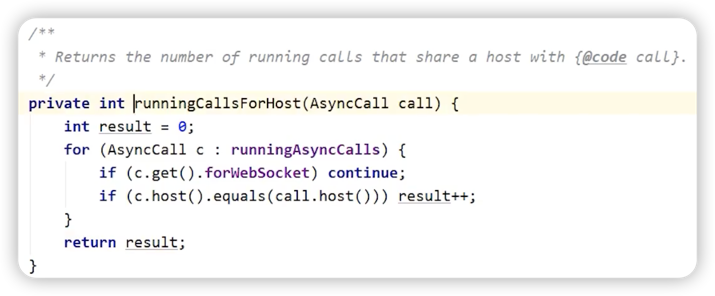 /**
 * Returns the number of running calls that share a host with {@code call}.
 */
private int runningCallsForHost(AsyncCall call) {
    int result = 0;
    for (AsyncCall c : runningAsyncCalls) {
        if (c.get().forWebSocket) continue;
        if (c.host().equals(call.host())) result++;
    }
    return result;
}